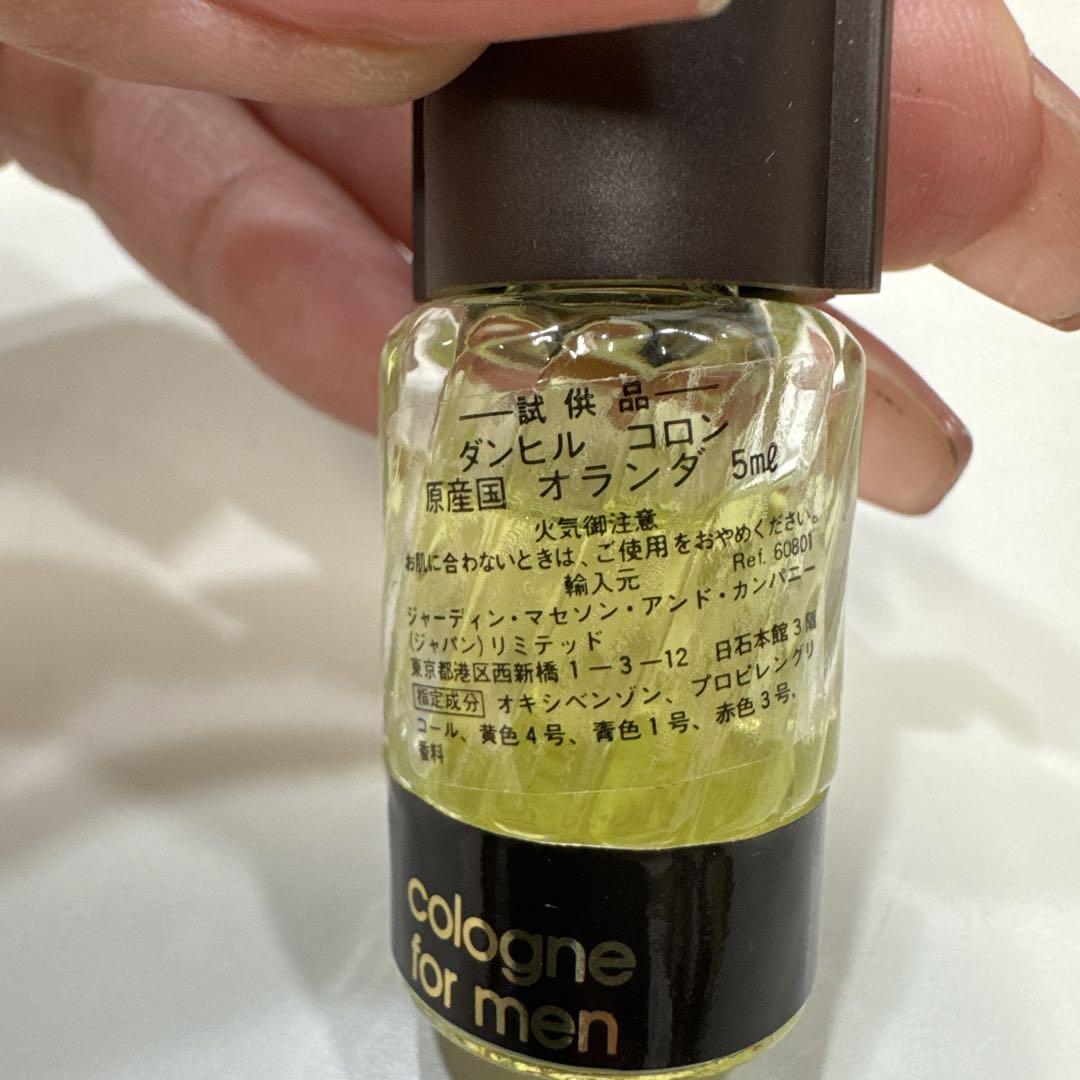 試供品
ダンヒル コロン
原産国 オランダ 5mℓ
火気御注意
お肌に合わないときは、ご使用をおやめください。
輸入元 Ref. 60801
ジャーディン・マセソン・アンド・カンパニー
(ジャパン)リミテッド
東京都港区西新橋1-3-12 日石本館3階
指定成分 オキシベンゾン、プロピレングリ
コール、黄色4号、青色1号、赤色3号、
香料
cologne
for men